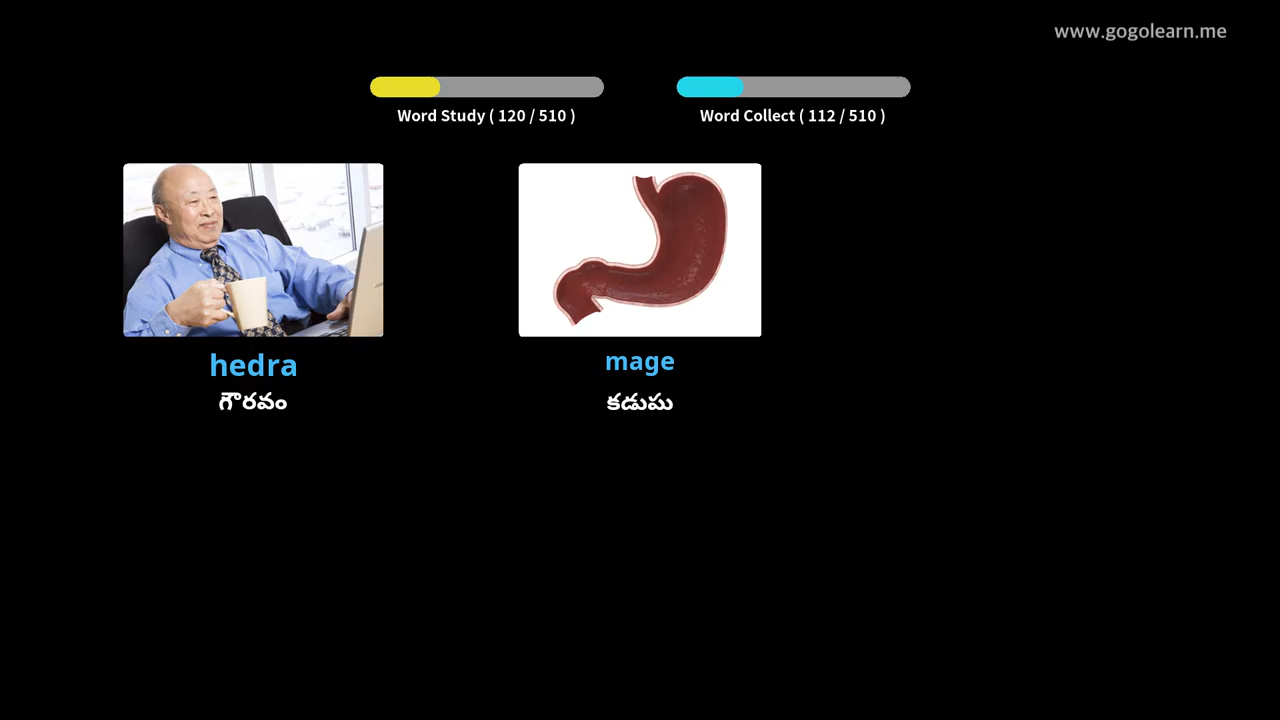 www.gogolearn.me
Word Study ( 120 / 510 )
Word Collect ( 112 / 510 )
hedra
గౌరవం
mage
కడుపు